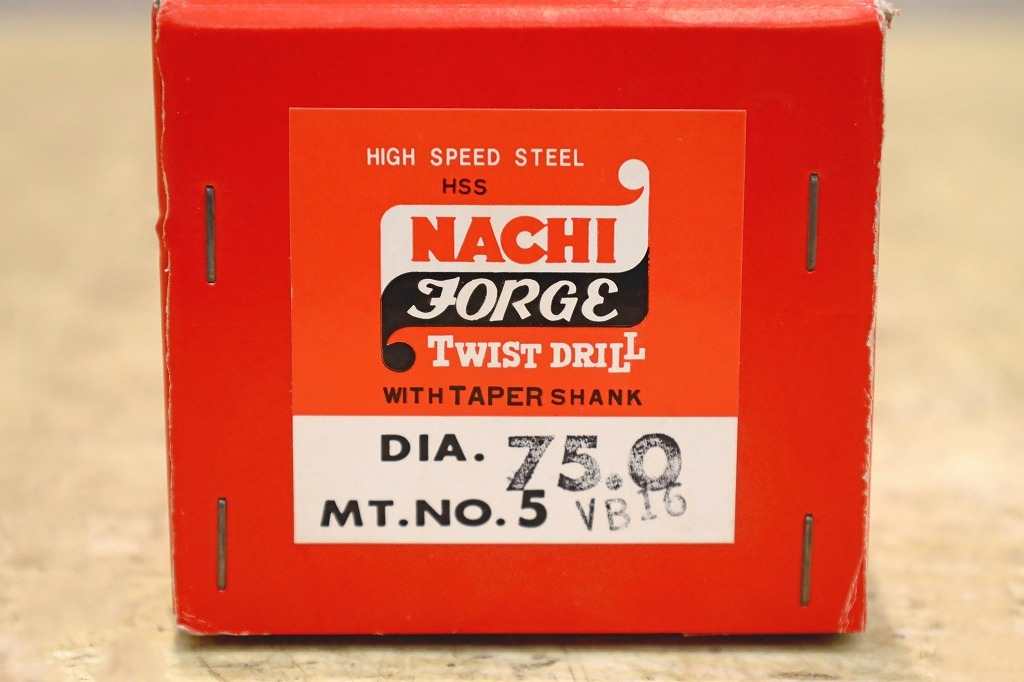 HIGH SPEED STEEL
HSS
NACHI
FORGE
TWIST DRILL
WITH TAPER SHANK
DIA. 75.0
MT.NO.5 VB16